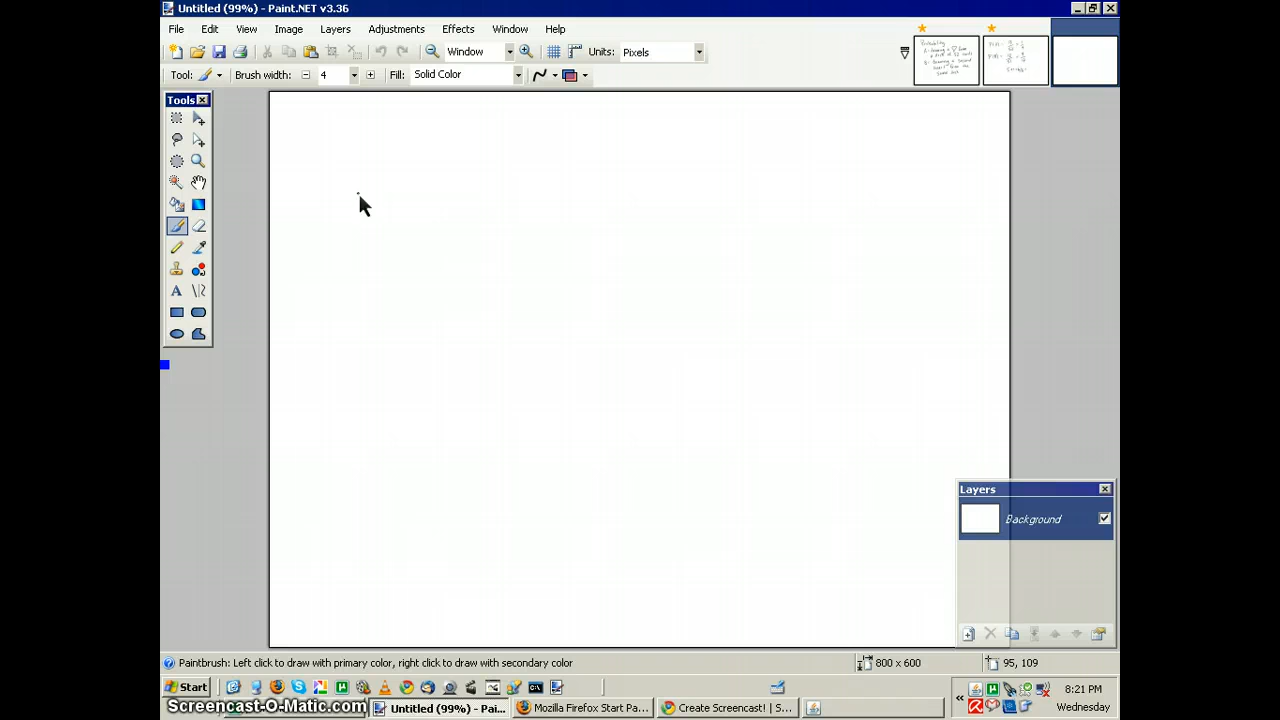 Untitled (99%) - Paint.NET v3.36
File Edit View Image Layers Adjustments Effects Window Help
Window Units: Pixels
Tool: Brush width: 4 Fill: Solid Color
Probability
Tools
Layers
Background
Paintbrush: Left click to draw with primary color, right click to draw with secondary color 800 x 600 95, 109
Start 8:21 PM
Untitled (99%) - Pai... Mozilla Firefox Start Pa... Create Screencast! | S... Wednesday
Screencast-O-Matic.com